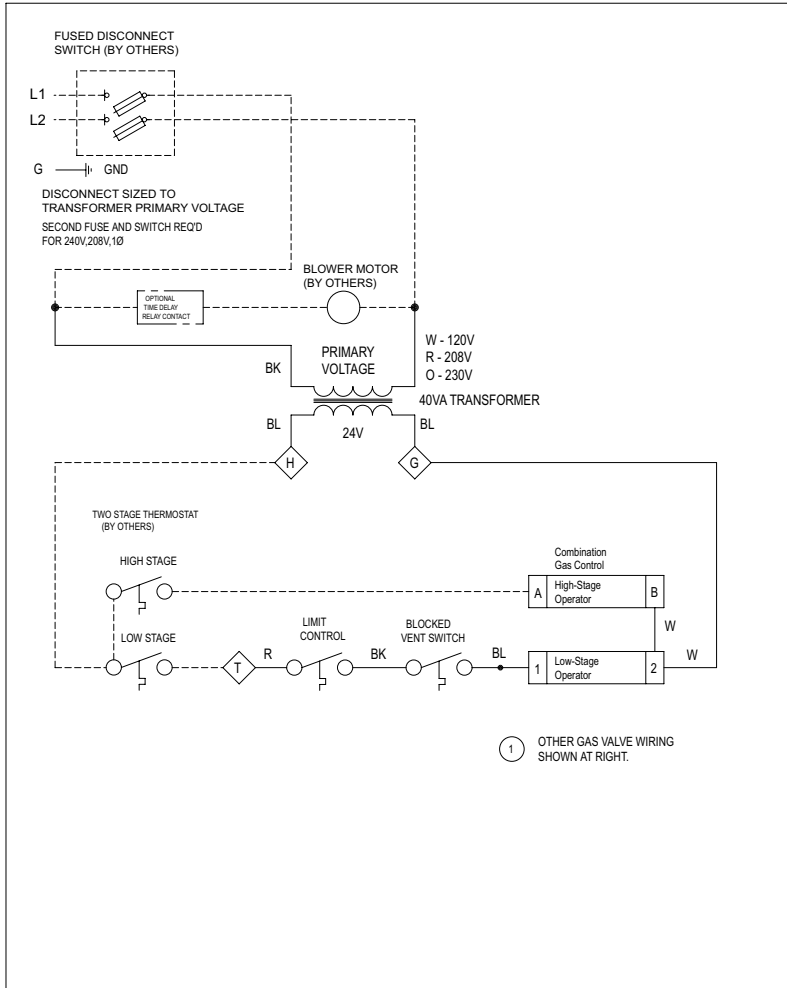 FUSED DISCONNECT
SWITCH (BY OTHERS)
L1
L2
G
GND
DISCONNECT SIZED TO
TRANSFORMER PRIMARY VOLTAGE
SECOND FUSE AND SWITCH REQ'D
FOR 240V,208V,1Ø
BLOWER MOTOR
(BY OTHERS)
OPTIONAL
TIME DELAY
RELAY CONTACT
W - 120V
R - 208V
O - 230V
PRIMARY
VOLTAGE
BK
40VA TRANSFORMER
BL
24V
BL
H
G
TWO STAGE THERMOSTAT
(BY OTHERS)
HIGH STAGE
Combination
Gas Control
A
High-Stage
Operator
B
W
LOW STAGE
LIMIT
CONTROL
BLOCKED
VENT SWITCH
T
R
BK
BL
1
Low-Stage
Operator
2
W
1
OTHER GAS VALVE WIRING
SHOWN AT RIGHT.